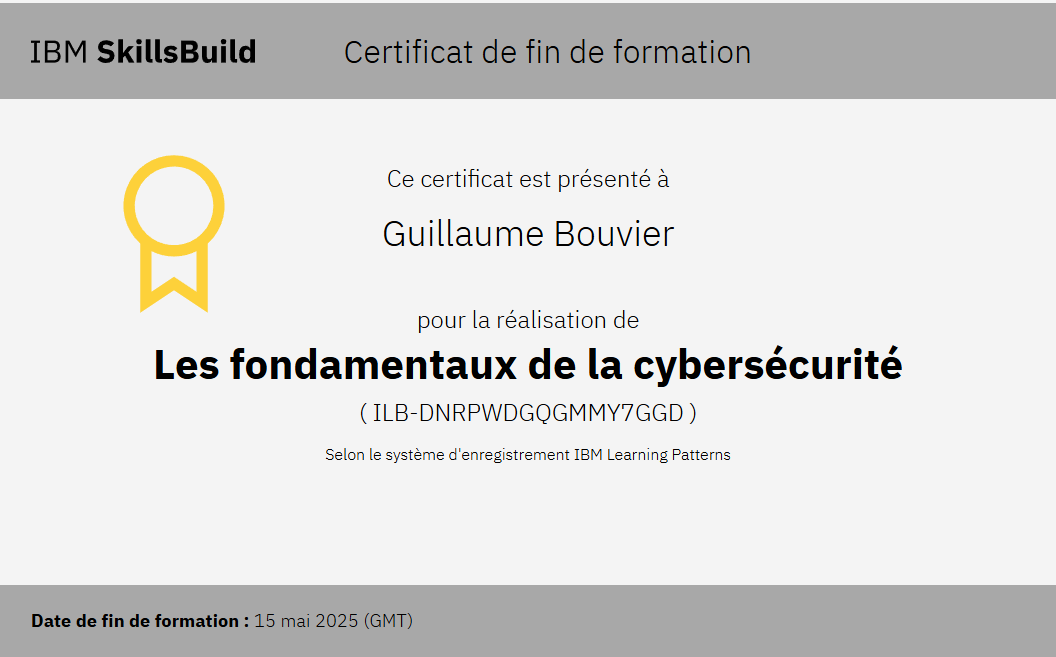 IBM SkillsBuild
Certificat de fin de formation
Ce certificat est présenté à
Guillaume Bouvier
pour la réalisation de
Les fondamentaux de la cybersécurité
( ILB-DNRPWDGQGMMY7GGD )
Selon le système d'enregistrement IBM Learning Patterns
Date de fin de formation : 15 mai 2025 (GMT)